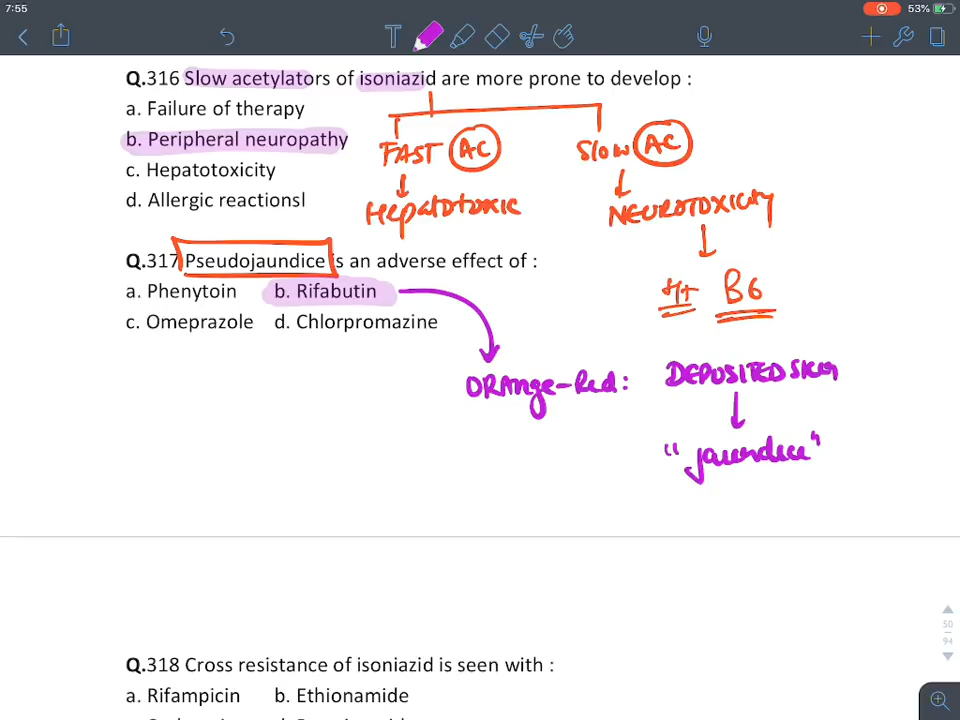 7:55
53%
T
Q.316 Slow acetylators of isoniazid are more prone to develop :
a. Failure of therapy
b. Peripheral neuropathy
FAST AC
Slow AC
c. Hepatotoxicity
d. Allergic reactionsl
Hepatotoxic
NEUROTOXICITY
Q.317 Pseudojaundice is an adverse effect of :
a. Phenytoin b. Rifabutin
B6
c. Omeprazole d. Chlorpromazine
ORAnge-Red: DEPOSITED SKIN
"jaundice"
50
94
Q.318 Cross resistance of isoniazid is seen with :
a. Rifampicin b. Ethionamide